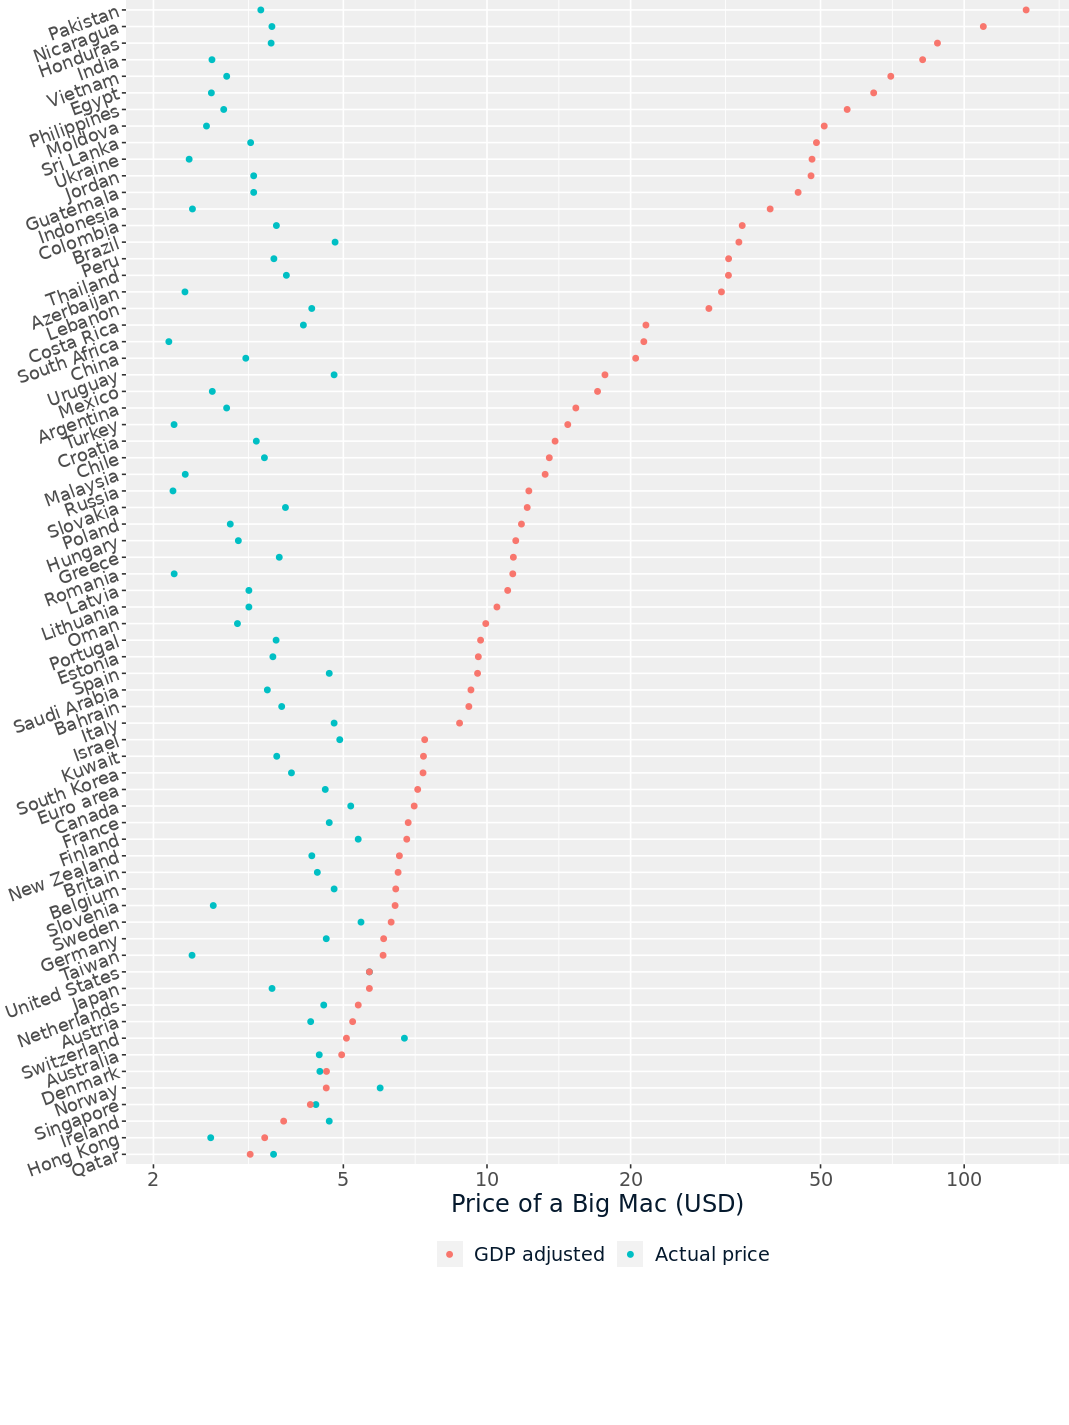 Pakistan
Nicaragua
Honduras
India
Vietnam
Egypt
Philippines
Moldova
Sri Lanka
Ukraine
Jordan
Guatemala
Indonesia
Colombia
Brazil
Peru
Thailand
Azerbaijan
Lebanon
Costa Rica
South Africa
China
Uruguay
Mexico
Argentina
Turkey
Croatia
Chile
Malaysia
Russia
Slovakia
Poland
Hungary
Greece
Romania
Latvia
Lithuania
Oman
Portugal
Estonia
Spain
Saudi Arabia
Bahrain
Italy
Israel
Kuwait
South Korea
Euro area
Canada
France
Finland
New Zealand
Britain
Belgium
Slovenia
Sweden
Germany
Taiwan
United States
Japan
Netherlands
Austria
Switzerland
Australia
Denmark
Norway
Singapore
Ireland
Hong Kong
Qatar
2 5 10 20 50 100
Price of a Big Mac (USD)
GDP adjusted Actual price